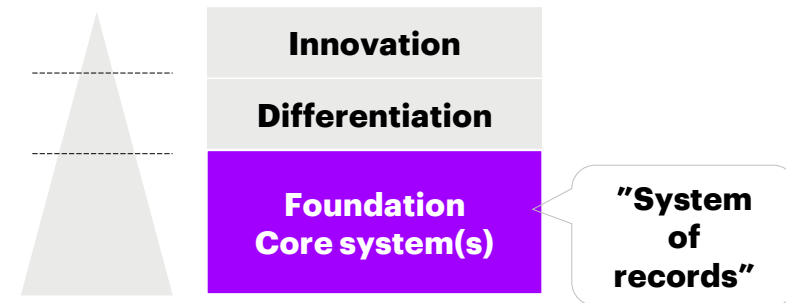 Innovation
Differentiation
Foundation
Core system(s)
”System
of
records”